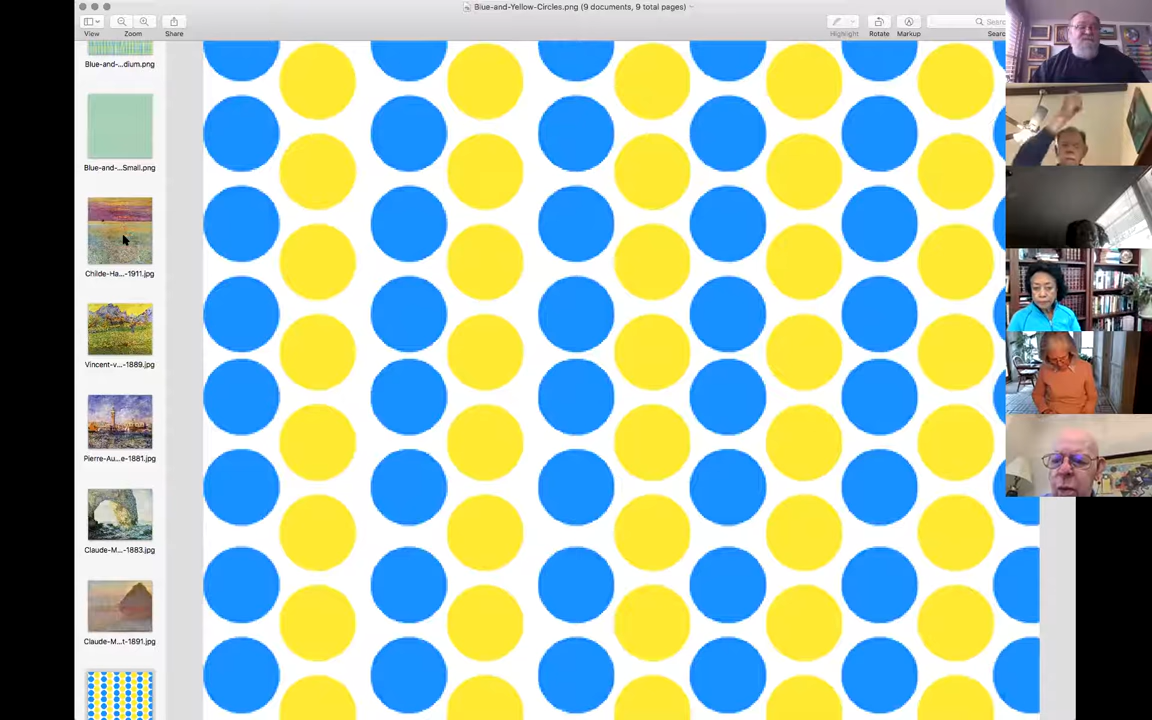 Blue-and-Yellow-Circles.png (9 documents, 9 total pages)
View
Zoom
Share
Highlight
Rotate
Markup
Search
Blue-and-...dium.png
Blue-and-...Small.png
Childe-Ha...-1911.jpg
Vincent-v...-1889.jpg
Pierre-Au...e-1881.jpg
Claude-M...-1883.jpg
Claude-M...t-1891.jpg